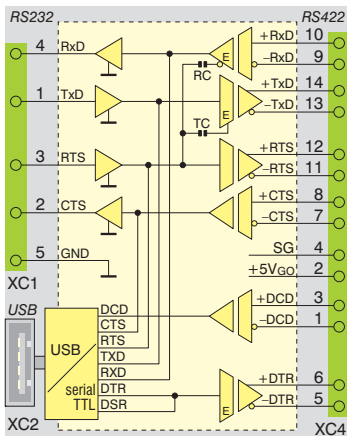 RS232 RS422
4 RxD +RxD 10
−RxD 9
E
RC
1 TxD +TxD 14
−TxD 13
E
TC
3 RTS +RTS 12
−RTS 11
2 CTS +CTS 8
−CTS 7
5 GND SG 4
+5VGO 2
XC1
USB
DCD +DCD 3
CTS −DCD 1
RTS
USB TXD
RXD
serial DTR +DTR 6
TTL DSR −DTR 5
E
XC2 XC4